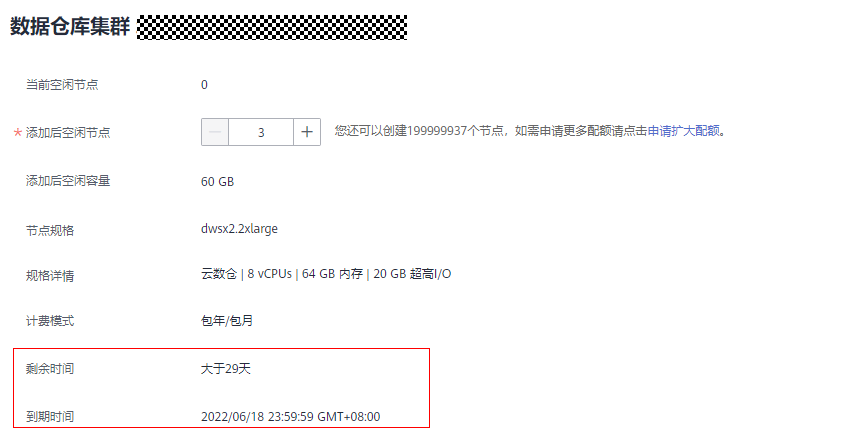 数据仓库集群
当前空闲节点 0
* 添加后空闲节点 — 3 + 您还可以创建199999937个节点，如需申请更多配额请点击申请扩大配额。
添加后空闲容量 60 GB
节点规格 dwsx2.2xlarge
规格详情 云数仓 | 8 vCPUs | 64 GB 内存 | 20 GB 超高I/O
计费模式 包年/包月
剩余时间 大于29天
到期时间 2022/06/18 23:59:59 GMT+08:00